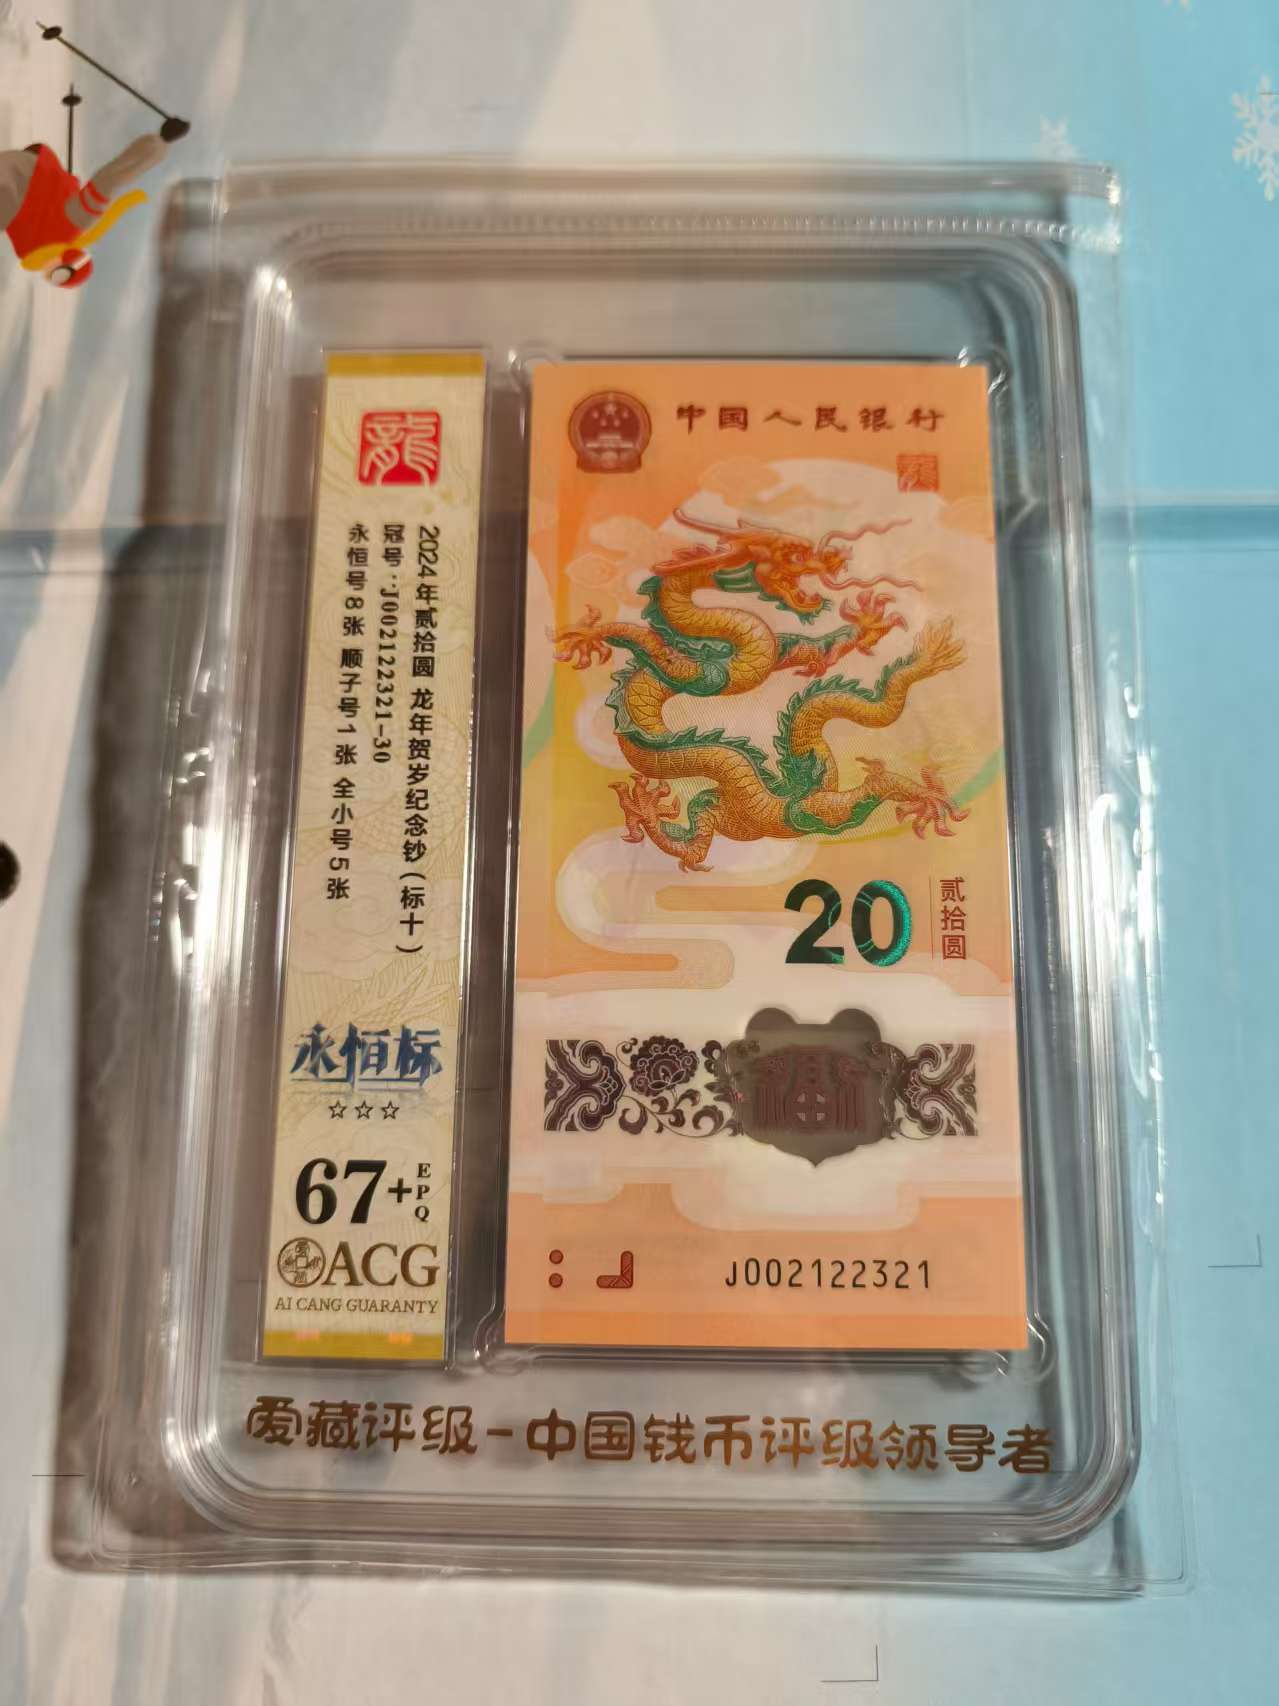 龍
2024年贰拾圆 龙年贺岁纪念钞(标十)
冠号:J002122321-30
永恒号8张 顺子号1张 全小号5张
永恒标
☆☆☆
67+EPQ
ACG
AI CANG GUARANTY
中国人民银行
龍
20
贰拾圆
福
J002122321
爱藏评级-中国钱币评级领导者